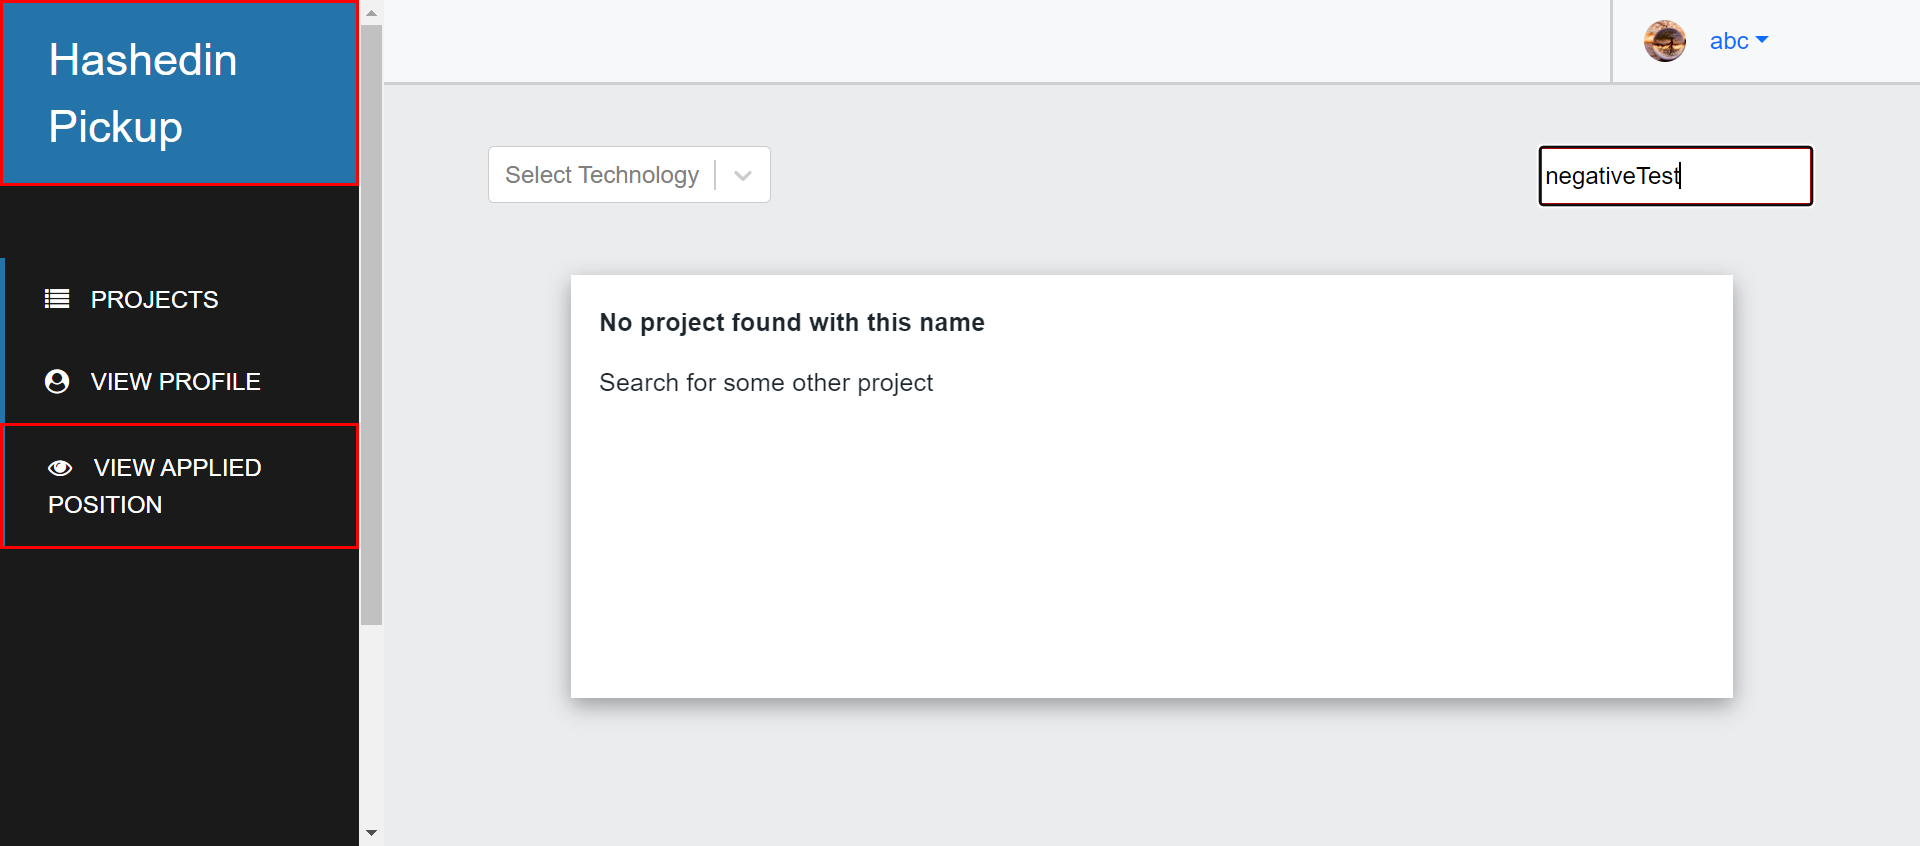 Hashedin
Pickup
abc
Select Technology
negativeTest
PROJECTS
VIEW PROFILE
VIEW APPLIED
POSITION
No project found with this name
Search for some other project